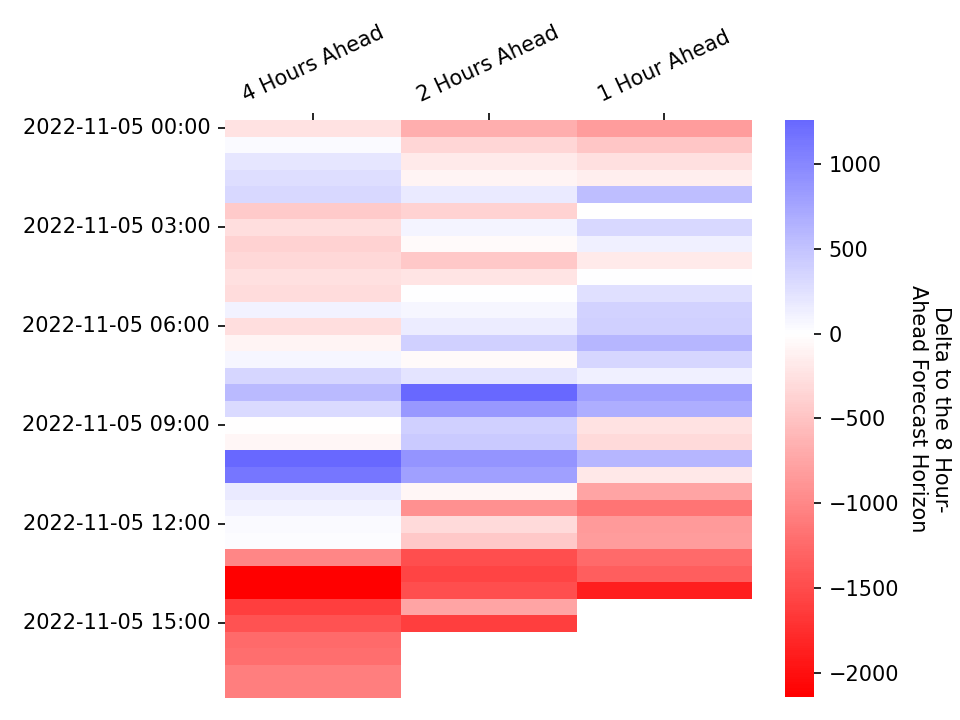 4 Hours Ahead
2 Hours Ahead
1 Hour Ahead
2022-11-05 00:00
2022-11-05 03:00
2022-11-05 06:00
2022-11-05 09:00
2022-11-05 12:00
2022-11-05 15:00
1000
500
0
−500
−1000
−1500
−2000
Delta to the 8 Hour-
Ahead Forecast Horizon